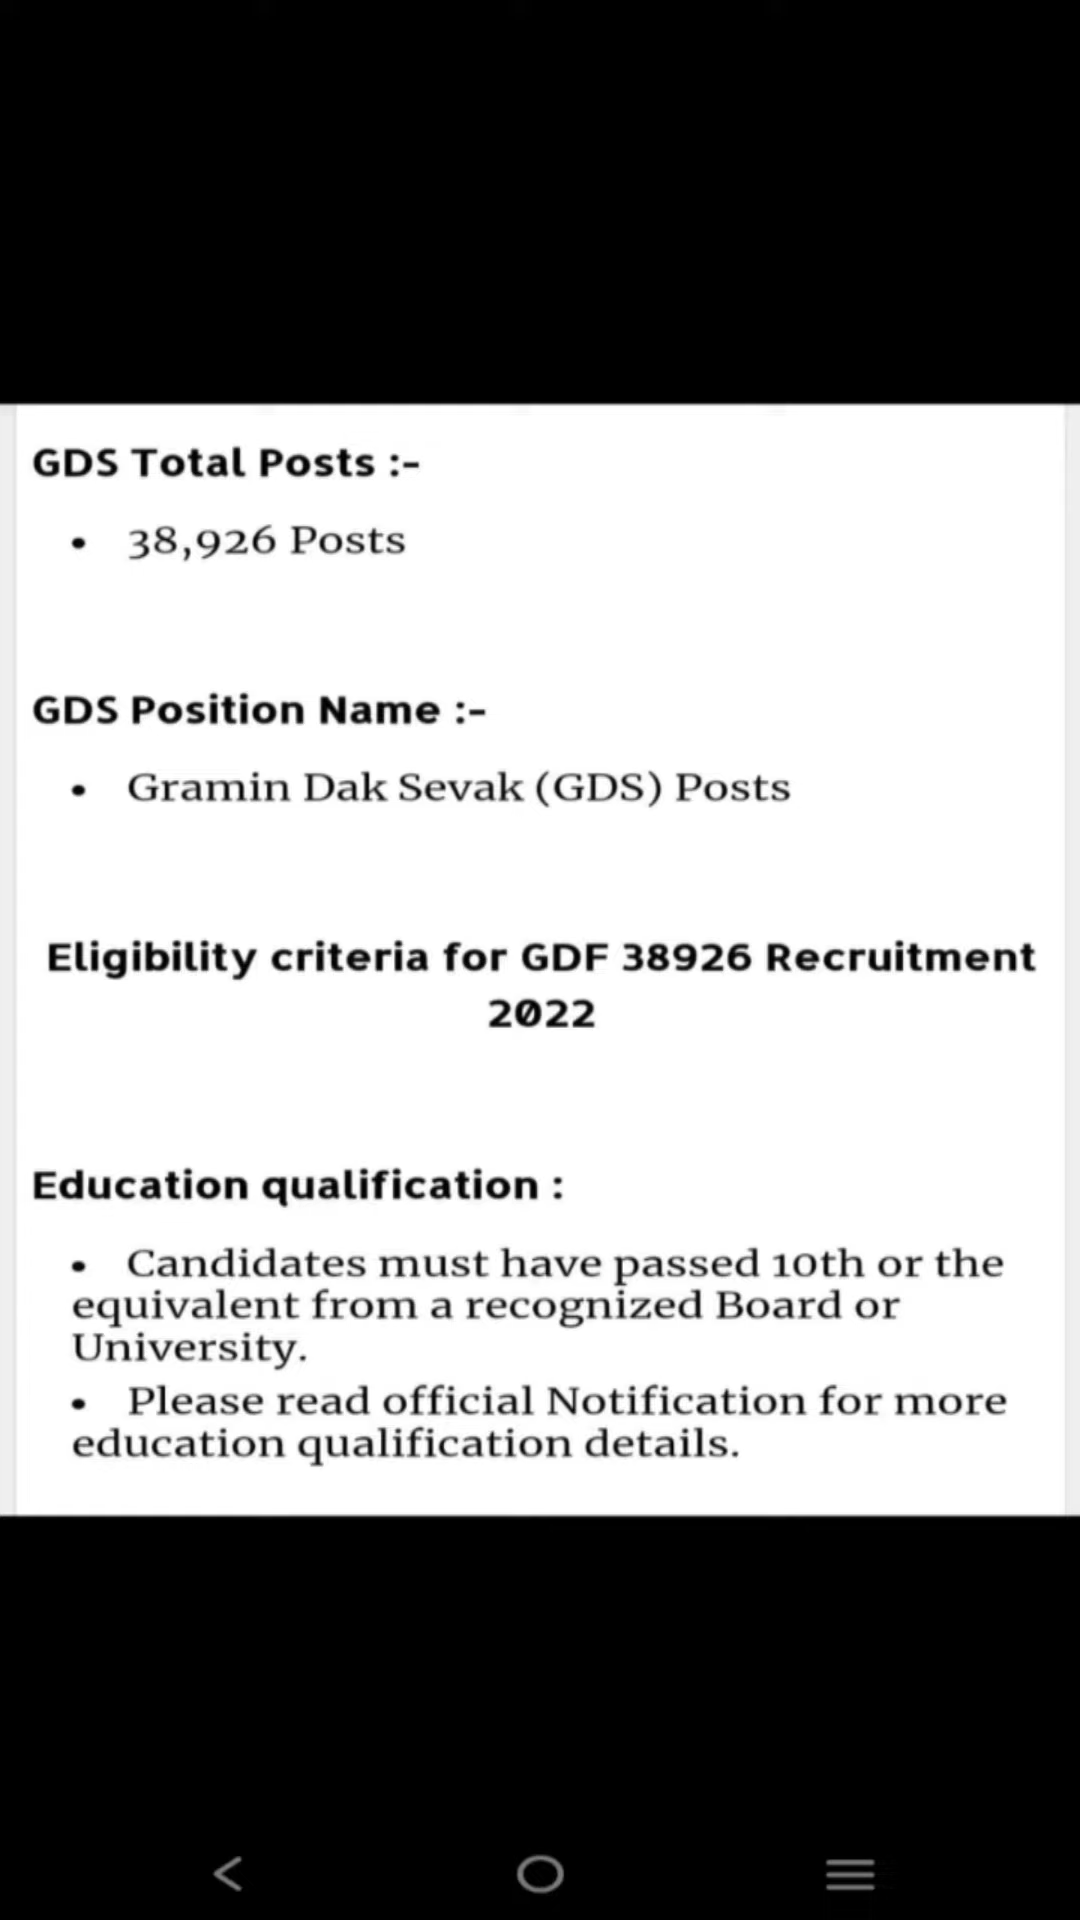 GDS Total Posts :-
• 38,926 Posts
GDS Position Name :-
• Gramin Dak Sevak (GDS) Posts
Eligibility criteria for GDF 38926 Recruitment
2022
Education qualification :
• Candidates must have passed 10th or the
equivalent from a recognized Board or
University.
• Please read official Notification for more
education qualification details.